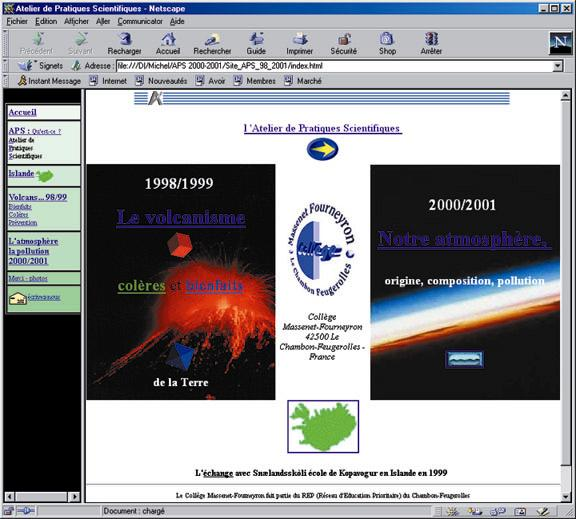 Atelier de Pratiques Scientifiques - Netscape
Fichier Edition Afficher Aller Communicator Aide
Précédent Suivant Recharger Accueil Rechercher Guide Imprimer Sécurité Shop Arrêter
N
Signets Adresse : file:///D|/Michel/APS 2000-2001/Site_APS_98_2001/index.html
Instant Message Internet Nouveautés Avoir Membres Marché
Accueil
APS : Qu'est-ce ?
Atelier de
Pratiques
Scientifiques
Islande
Volcans... 98/99
Bienfaits
Colères
Prévention
L'atmosphère
la pollution
2000/2001
Merci - photos
écrivez-nous
l'Atelier de Pratiques Scientifiques
1998/1999
Le volcanisme
colères et bienfaits
de la Terre
Massenet Fourneyron
Collège
Le Chambon Feugerolles
Collège
Massenet-Fourneyron
42500 Le
Chambon-Feugerolles -
France
2000/2001
Notre atmosphère,
origine, composition, pollution
L'échange avec Snælandsskóli école de Kopavogur en Islande en 1999
Le Collège Massenet-Fourneyron fait partie du REP (Réseau d'Education Prioritaire) du Chambon-Feugerolles
Document : chargé